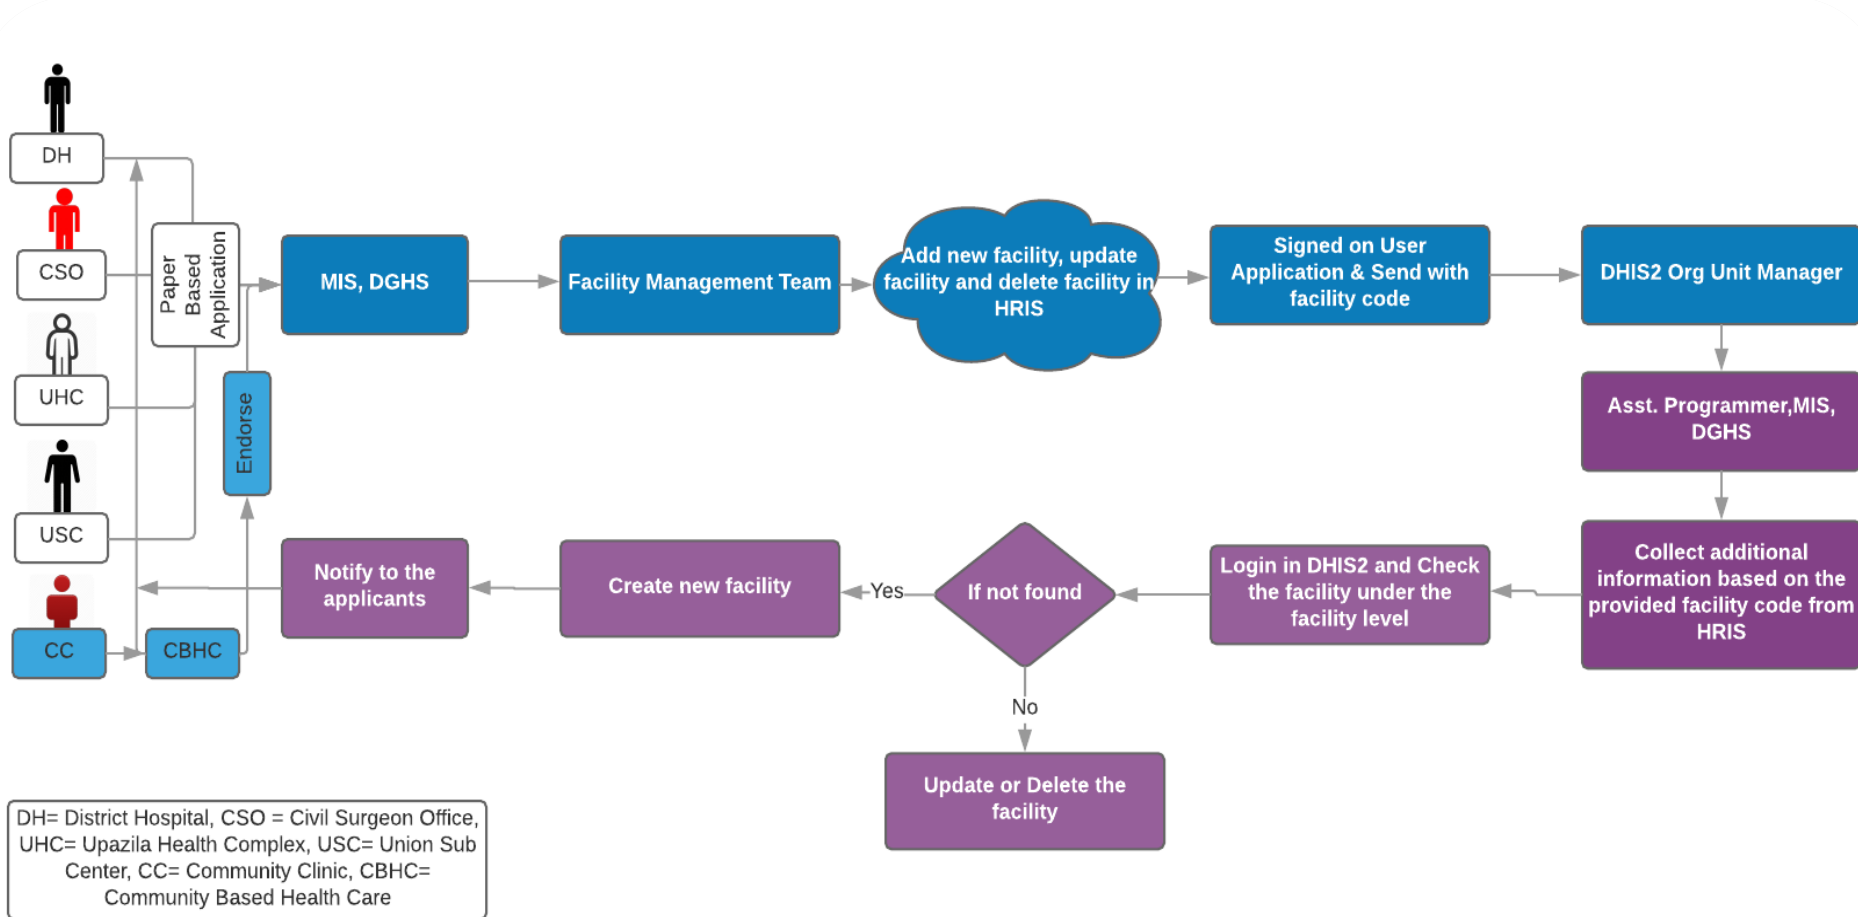 DH
CSO
UHC
USC
CC
CBHC
Paper
Based
Application
Endorse
MIS, DGHS
Facility Management Team
Add new facility, update
facility and delete facility in
HRIS
Signed on User
Application & Send with
facility code
DHIS2 Org Unit Manager
Asst. Programmer,MIS,
DGHS
Collect additional
information based on the
provided facility code from
HRIS
Login in DHIS2 and Check
the facility under the
facility level
If not found
Yes
Create new facility
Notify to the
applicants
No
Update or Delete the
facility
DH= District Hospital, CSO = Civil Surgeon Office,
UHC= Upazila Health Complex, USC= Union Sub
Center, CC= Community Clinic, CBHC=
Community Based Health Care